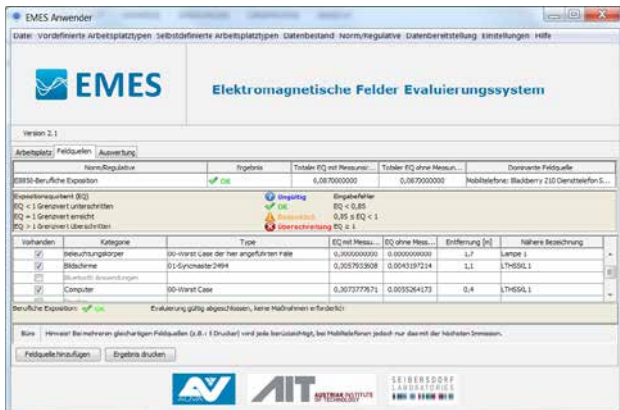 EMES Anwender
Datei Vordefinierte Arbeitsplatztypen Selbstdefinierte Arbeitsplatztypen Datenbestand Norm/Regulative Datenbereitstellung Einstellungen Hilfe
EMES Elektromagnetische Felder Evaluierungssystem
Version 2.1
Arbeitsplatz Feldquellen Auswertung
Norm/Regulative Ergebnis Totaler EQ mit Messunsi... Totaler EQ ohne Messun... Dominante Feldquelle
E8850-Berufliche Exposition OK 0,0870000000 0,0870000000 Mobiltelefone: Blackberry 210 Diensttelefon S...
Expositionsquotient (EQ) Ungültig Eingabefehler
EQ < 1 Grenzwert unterschritten OK EQ < 0,85
EQ = 1 Grenzwert erreicht Bedenklich 0,85 ≤ EQ < 1
EQ > 1 Grenzwert überschritten Überschreitung EQ ≥ 1
Vorhanden Kategorie Type EQ mit Messu... EQ ohne Mess... Entfernung [m] Nähere Bezeichnung
Beleuchtungskörper 00-Worst Case der hier angeführten Fälle 0,0000000000 0.0000000000 1,7 Lampe 1
Bildschirme 01-Syncmaster2494 0,0057933608 0.0043197214 1,1 LTHSSKL1
Bluetooth Anwendungen
Computer 00-Worst Case 0,0073777571 0.0055264173 0,4 LTHSSKL1
Berufliche Exposition: OK Evaluierung gültig abgeschlossen, keine Maßnahmen erforderlich
Büro Hinweis! Bei mehreren gleichartigen Feldquellen (z.B.: 5 Drucker) wird jede berücksichtigt, bei Mobiltelefonen jedoch nur das mit der höchsten Immission.
Feldquelle hinzufügen Ergebnis drucken
AUVA AIT AUSTRIAN INSTITUTE OF TECHNOLOGY SEIBERSDORF LABORATORIES